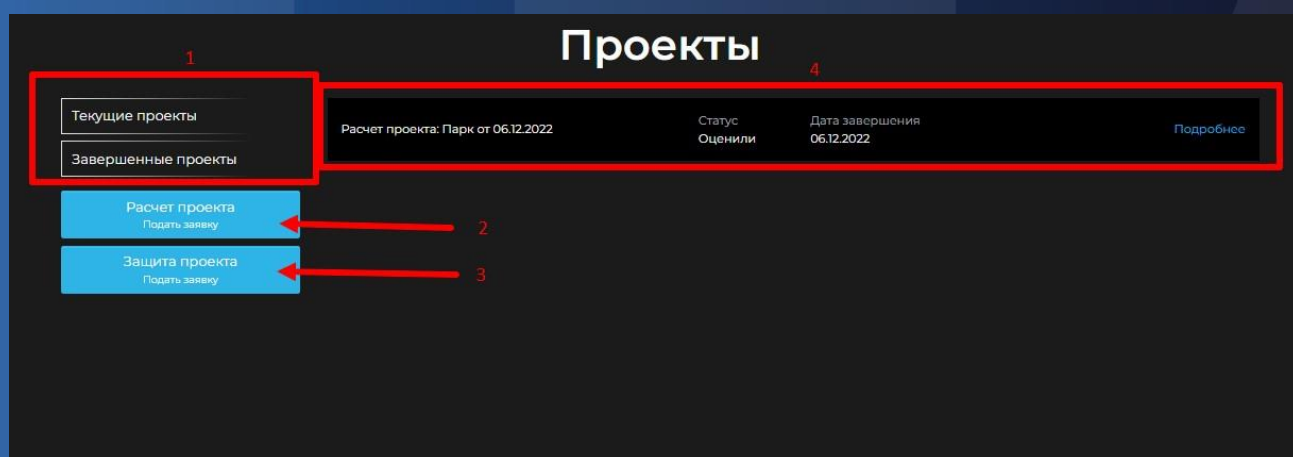 Проекты
1
4
Текущие проекты
Завершенные проекты
Расчет проекта: Парк от 06.12.2022
Статус
Оценили
Дата завершения
06.12.2022
Подробнее
Расчет проекта
Подать заявку
2
Защита проекта
Подать заявку
3